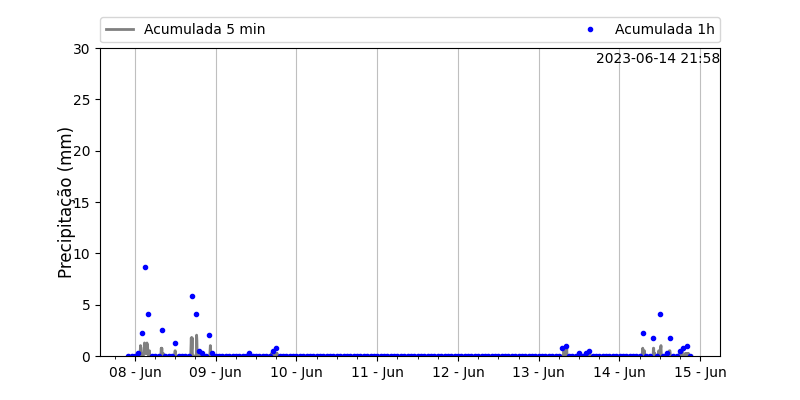 Acumulada 5 min
Acumulada 1h
2023-06-14 21:58
Precipitação (mm)
30
25
20
15
10
5
0
08 - Jun
09 - Jun
10 - Jun
11 - Jun
12 - Jun
13 - Jun
14 - Jun
15 - Jun